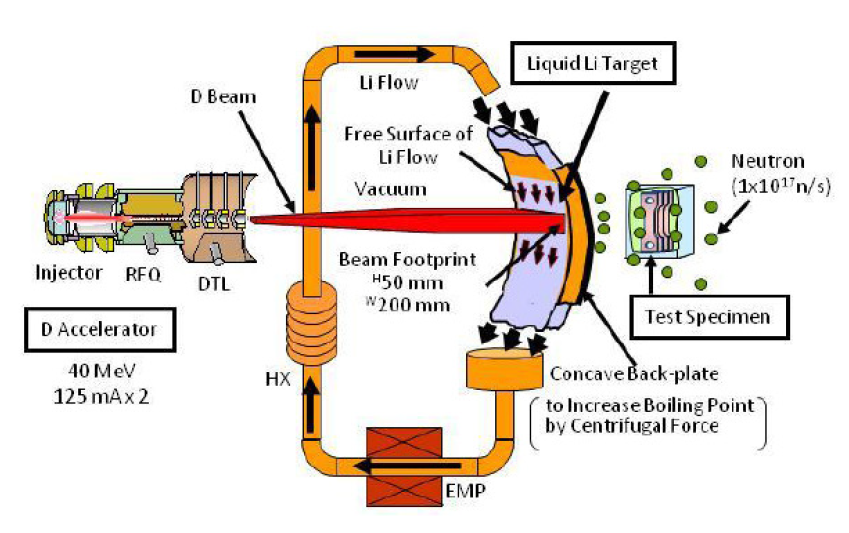 Liquid Li Target
Li Flow
D Beam
Free Surface of
Li Flow
Vacuum
Neutron
(1x10¹⁷n/s)
Injector
RFQ
DTL
Beam Footprint
ᴴ50 mm
ᵂ200 mm
Test Specimen
D Accelerator
40 MeV
125 mA x 2
HX
Concave Back-plate
(to Increase Boiling Point
by Centrifugal Force)
EMP